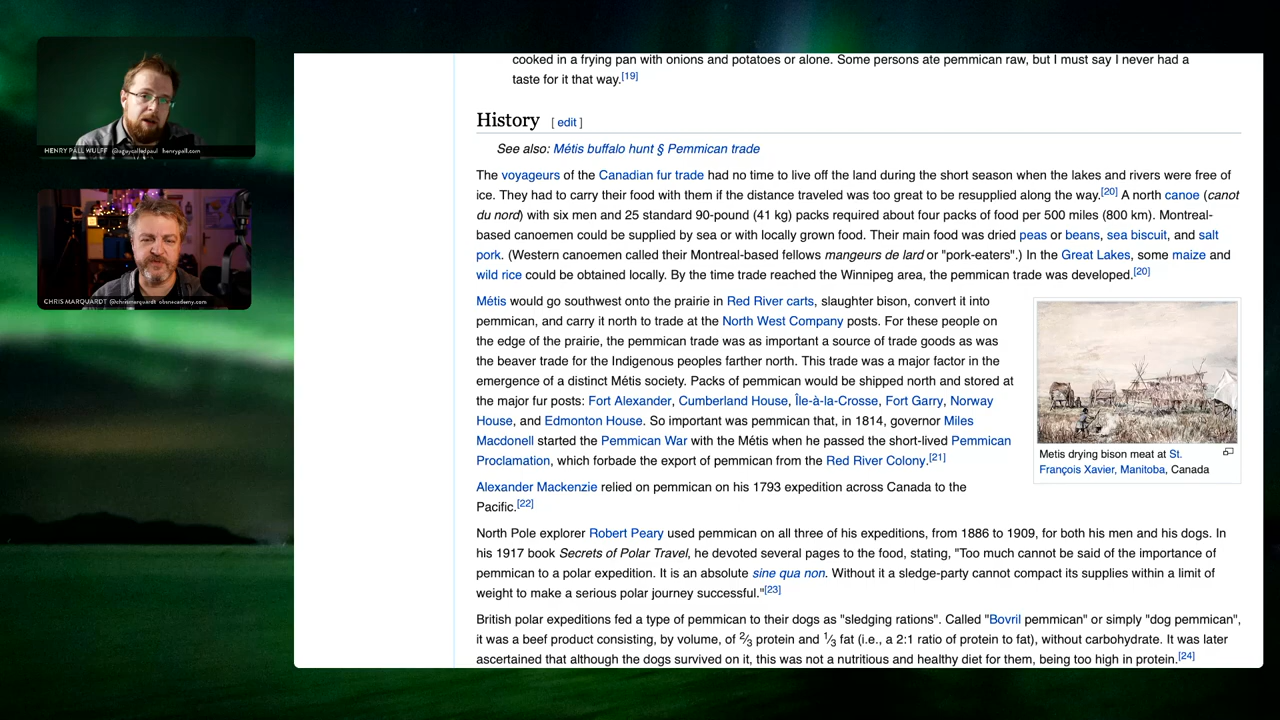 HENRY PALL WULFF @aguycalledpaul henrypall.com
CHRIS MARQUARDT @chrismarquardt obsacademy.com
cooked in a frying pan with onions and potatoes or alone. Some persons ate pemmican raw, but I must say I never had a
taste for it that way.[19]
History [ edit ]
See also: Métis buffalo hunt § Pemmican trade
The voyageurs of the Canadian fur trade had no time to live off the land during the short season when the lakes and rivers were free of
ice. They had to carry their food with them if the distance traveled was too great to be resupplied along the way.[20] A north canoe (canot
du nord) with six men and 25 standard 90-pound (41 kg) packs required about four packs of food per 500 miles (800 km). Montreal-
based canoemen could be supplied by sea or with locally grown food. Their main food was dried peas or beans, sea biscuit, and salt
pork. (Western canoemen called their Montreal-based fellows mangeurs de lard or "pork-eaters".) In the Great Lakes, some maize and
wild rice could be obtained locally. By the time trade reached the Winnipeg area, the pemmican trade was developed.[20]
Métis would go southwest onto the prairie in Red River carts, slaughter bison, convert it into
pemmican, and carry it north to trade at the North West Company posts. For these people on
the edge of the prairie, the pemmican trade was as important a source of trade goods as was
the beaver trade for the Indigenous peoples farther north. This trade was a major factor in the
emergence of a distinct Métis society. Packs of pemmican would be shipped north and stored at
the major fur posts: Fort Alexander, Cumberland House, Île-à-la-Crosse, Fort Garry, Norway
House, and Edmonton House. So important was pemmican that, in 1814, governor Miles
Macdonell started the Pemmican War with the Métis when he passed the short-lived Pemmican
Proclamation, which forbade the export of pemmican from the Red River Colony.[21]
Metis drying bison meat at St.
François Xavier, Manitoba, Canada
Alexander Mackenzie relied on pemmican on his 1793 expedition across Canada to the
Pacific.[22]
North Pole explorer Robert Peary used pemmican on all three of his expeditions, from 1886 to 1909, for both his men and his dogs. In
his 1917 book Secrets of Polar Travel, he devoted several pages to the food, stating, "Too much cannot be said of the importance of
pemmican to a polar expedition. It is an absolute sine qua non. Without it a sledge-party cannot compact its supplies within a limit of
weight to make a serious polar journey successful."[23]
British polar expeditions fed a type of pemmican to their dogs as "sledging rations". Called "Bovril pemmican" or simply "dog pemmican",
it was a beef product consisting, by volume, of 2⁄3 protein and 1⁄3 fat (i.e., a 2:1 ratio of protein to fat), without carbohydrate. It was later
ascertained that although the dogs survived on it, this was not a nutritious and healthy diet for them, being too high in protein.[24]